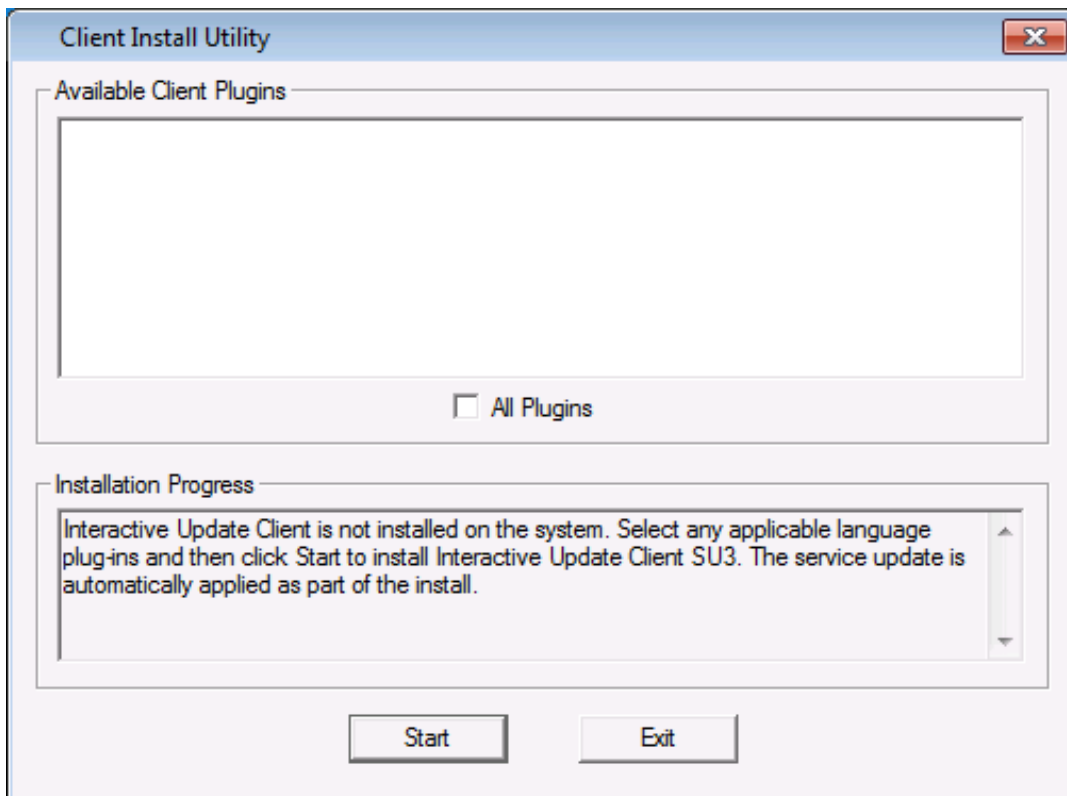 Client Install Utility
Available Client Plugins
All Plugins
Installation Progress
Interactive Update Client is not installed on the system. Select any applicable language
plug-ins and then click Start to install Interactive Update Client SU3. The service update is
automatically applied as part of the install.
Start
Exit